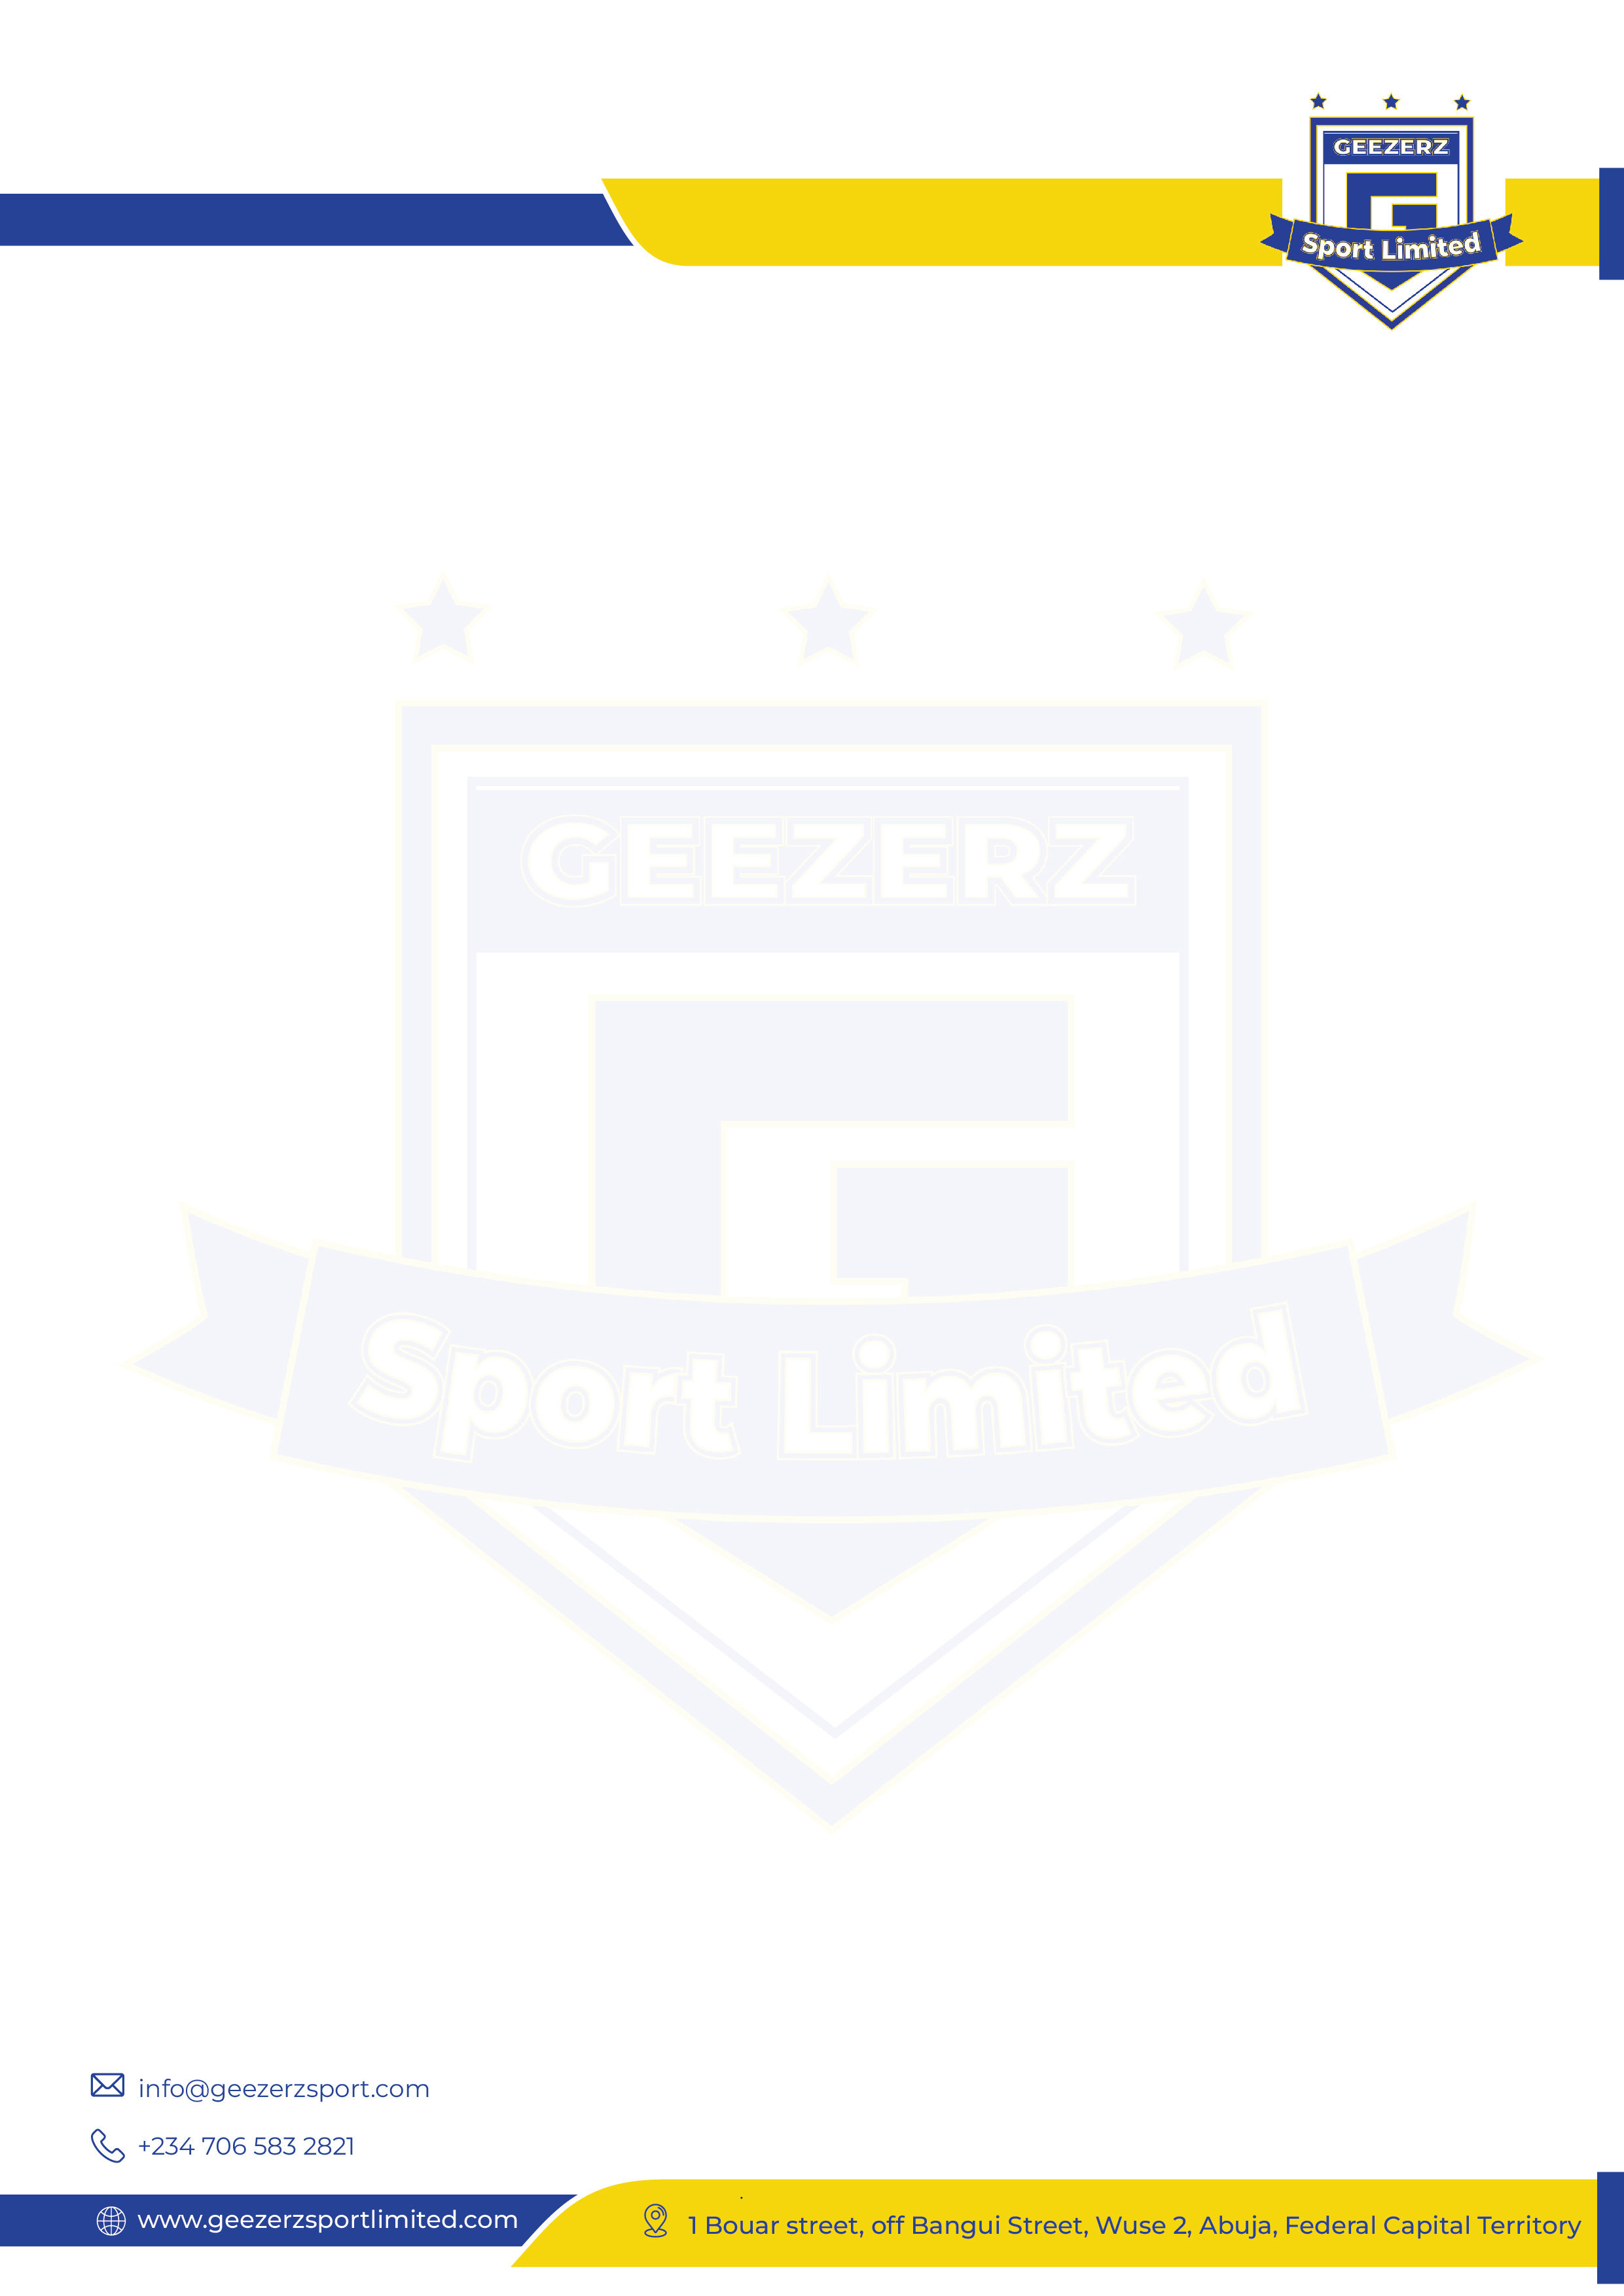 GEEZERZ
Sport Limited
GEEZERZ
Sport Limited
info@geezerzsport.com
+234 706 583 2821
www.geezerzsportlimited.com
1 Bouar street, off Bangui Street, Wuse 2, Abuja, Federal Capital Territory